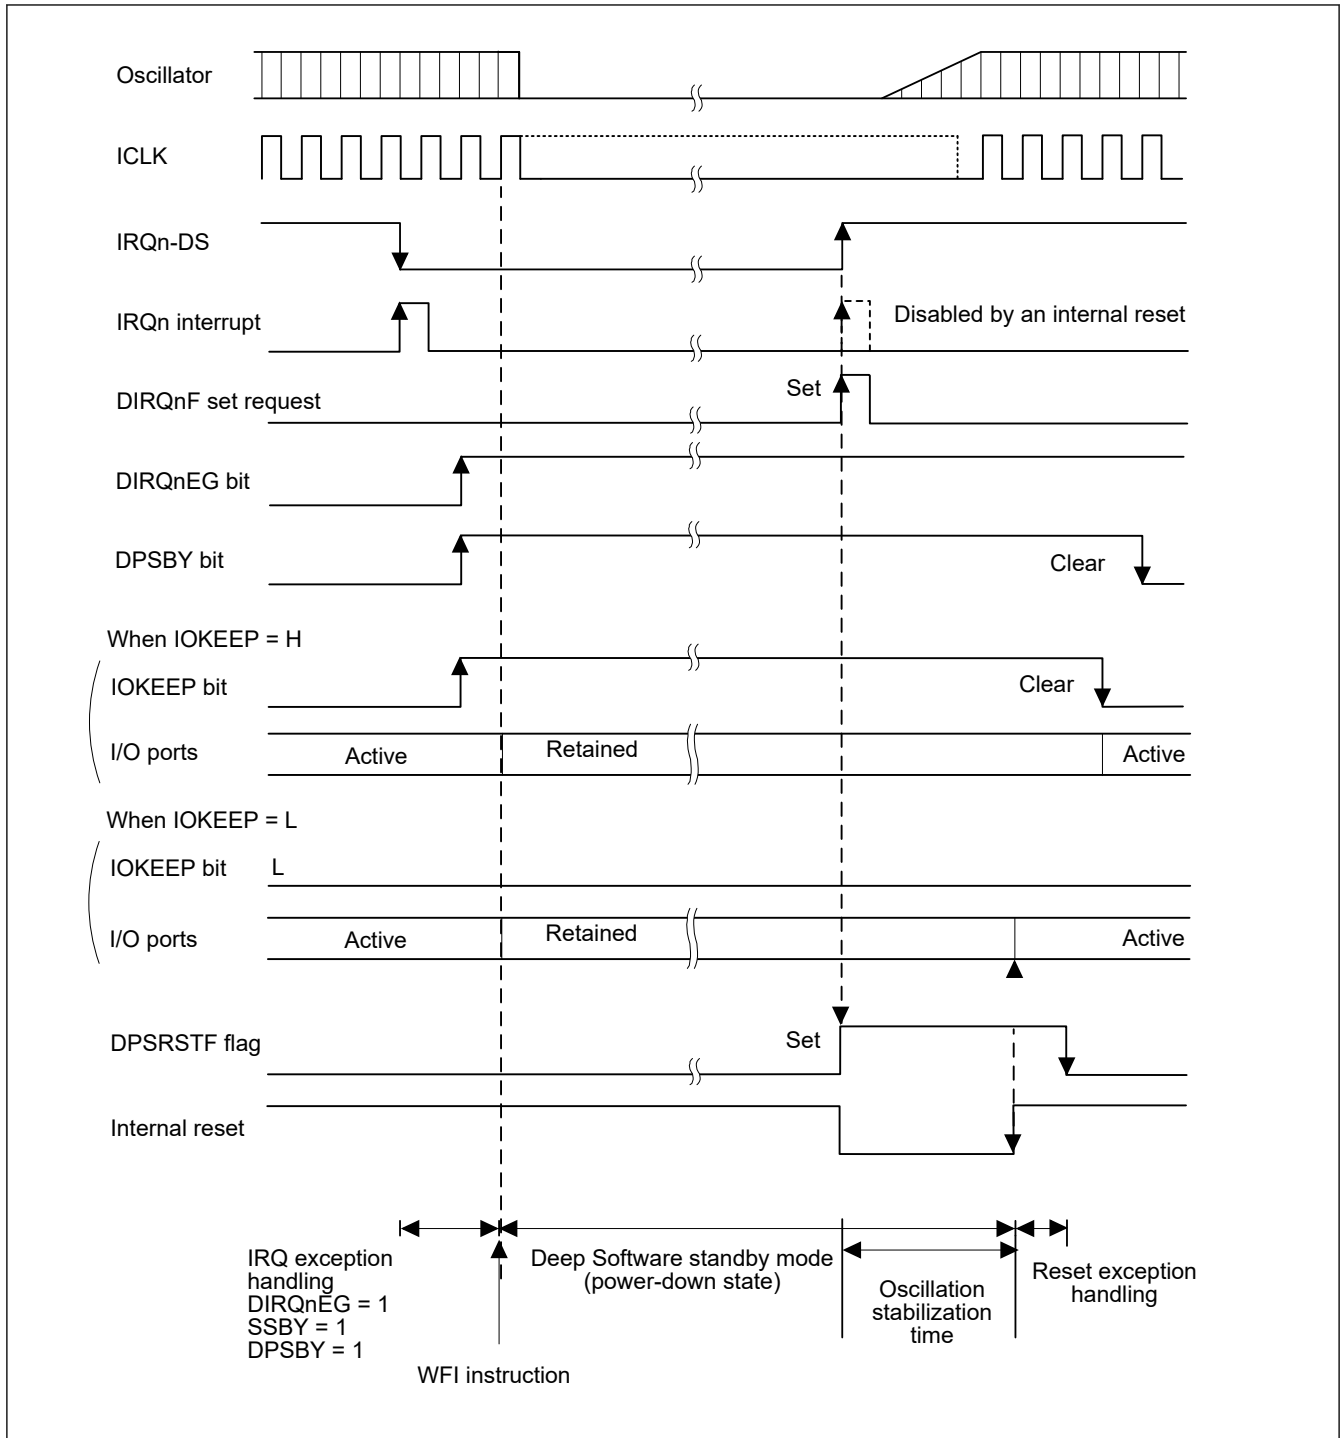 Oscillator
ICLK
IRQn-DS
IRQn interrupt
Disabled by an internal reset
DIRQnF set request
Set
DIRQnEG bit
DPSBY bit
Clear
When IOKEEP = H
IOKEEP bit
Clear
I/O ports
Active
Retained
Active
When IOKEEP = L
IOKEEP bit
L
I/O ports
Active
Retained
Active
DPSRSTF flag
Set
Internal reset
IRQ exception
handling
DIRQnEG = 1
SSBY = 1
DPSBY = 1
WFI instruction
Deep Software standby mode
(power-down state)
Oscillation
stabilization
time
Reset exception
handling